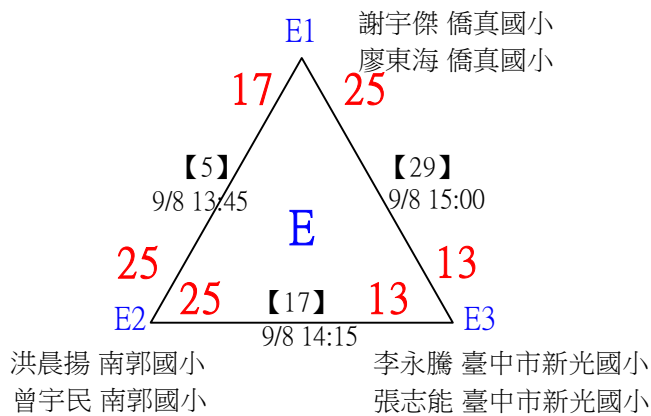 E1
謝宇傑 僑真國小
廖東海 僑真國小
17
25
【5】
9/8 13:45
【29】
9/8 15:00
E
25
13
25
【17】
13
E2
9/8 14:15
E3
洪晨揚 南郭國小
曾宇民 南郭國小
李永騰 臺中市新光國小
張志能 臺中市新光國小